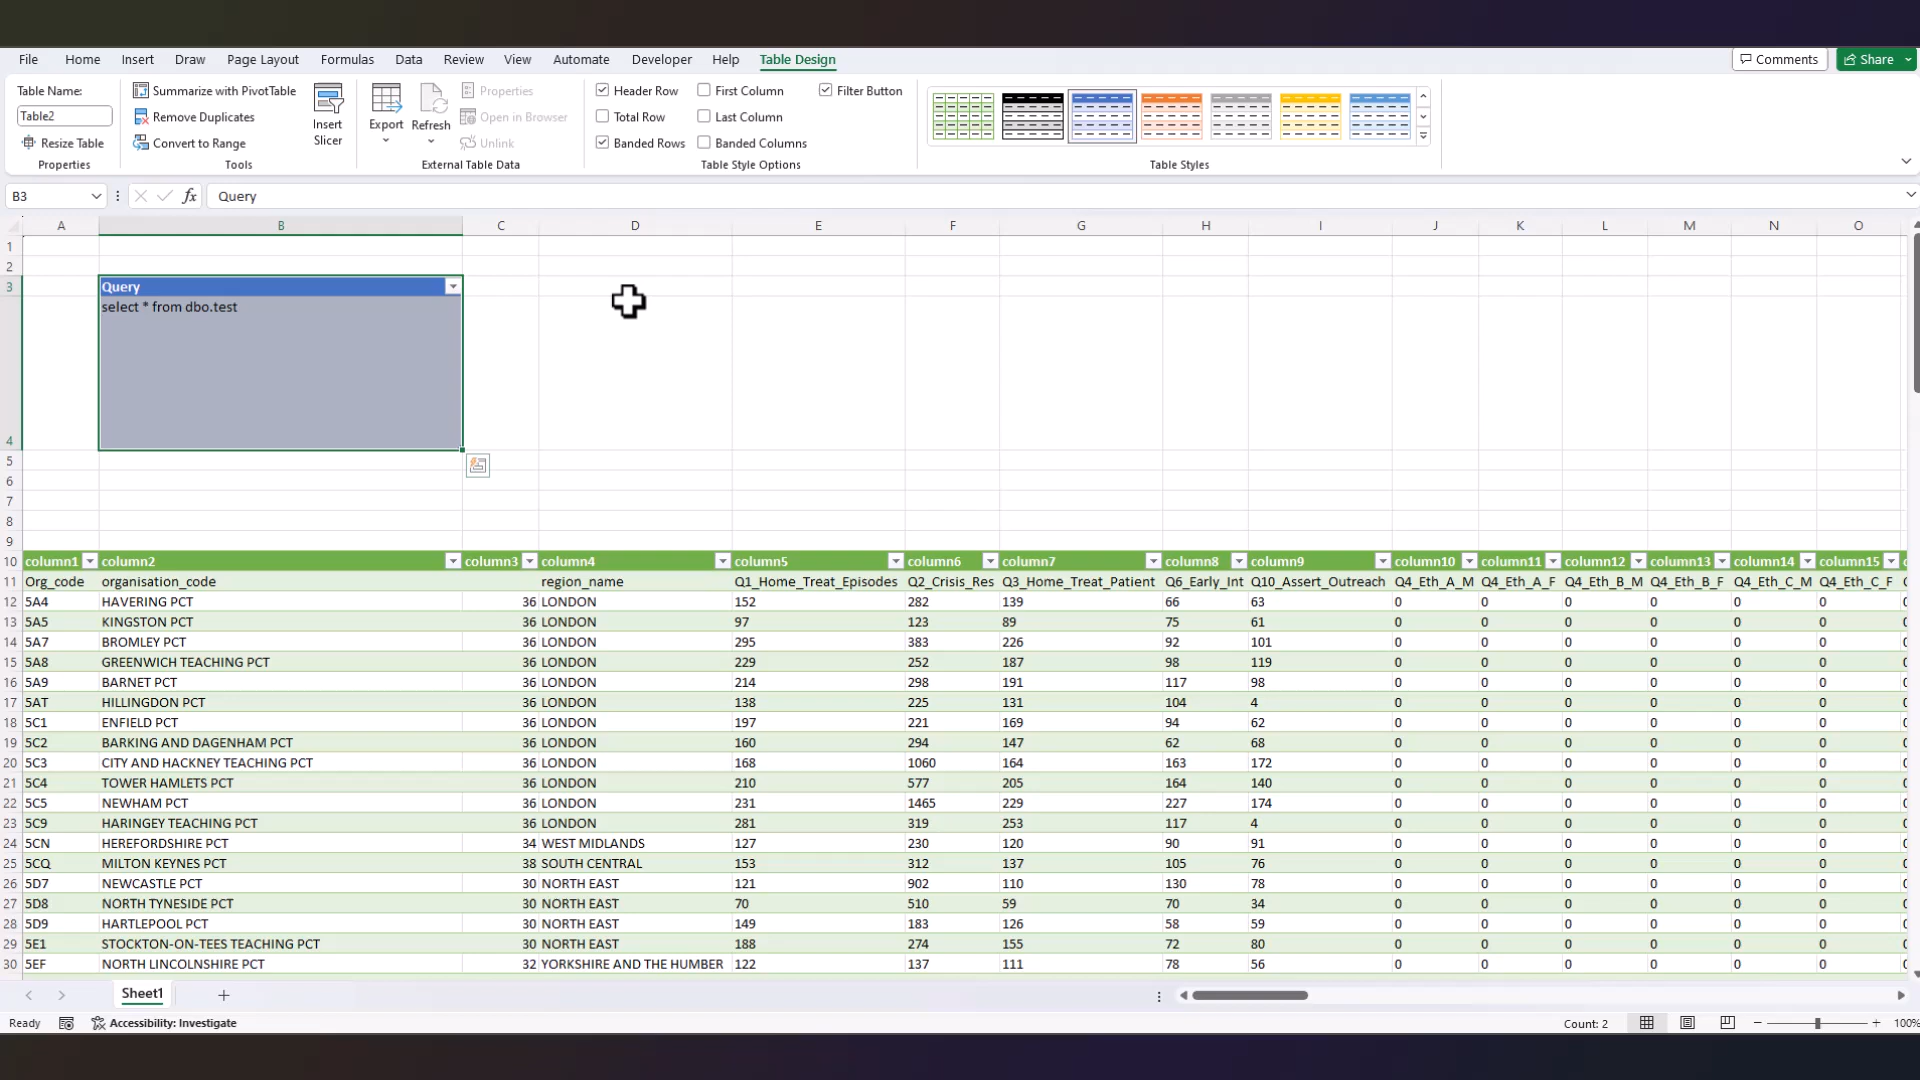 File Home Insert Draw Page Layout Formulas Data Review View Automate Developer Help Table Design Comments Share
Table Name: Summarize with PivotTable Properties Header Row First Column Filter Button
Table2 Remove Duplicates Insert Slicer Export Refresh Open in Browser Total Row Last Column
Resize Table Convert to Range Unlink Banded Rows Banded Columns
Properties Tools External Table Data Table Style Options Table Styles
B3 fx Query
A B C D E F G H I J K L M N O
1
2
3 Query
select * from dbo.test
4
5
6
7
8
9
10 column1 column2 column3 column4 column5 column6 column7 column8 column9 column10 column11 column12 column13 column14 column15
11 Org_code organisation_code region_name Q1_Home_Treat_Episodes Q2_Crisis_Res Q3_Home_Treat_Patient Q6_Early_Int Q10_Assert_Outreach Q4_Eth_A_M Q4_Eth_A_F Q4_Eth_B_M Q4_Eth_B_F Q4_Eth_C_M Q4_Eth_C_F
12 5A4 HAVERING PCT 36 LONDON 152 282 139 66 63 0 0 0 0 0 0
13 5A5 KINGSTON PCT 36 LONDON 97 123 89 75 61 0 0 0 0 0 0
14 5A7 BROMLEY PCT 36 LONDON 295 383 226 92 101 0 0 0 0 0 0
15 5A8 GREENWICH TEACHING PCT 36 LONDON 229 252 187 98 119 0 0 0 0 0 0
16 5A9 BARNET PCT 36 LONDON 214 298 191 117 98 0 0 0 0 0 0
17 5AT HILLINGDON PCT 36 LONDON 138 225 131 104 4 0 0 0 0 0 0
18 5C1 ENFIELD PCT 36 LONDON 197 221 169 94 62 0 0 0 0 0 0
19 5C2 BARKING AND DAGENHAM PCT 36 LONDON 160 294 147 62 68 0 0 0 0 0 0
20 5C3 CITY AND HACKNEY TEACHING PCT 36 LONDON 168 1060 164 163 172 0 0 0 0 0 0
21 5C4 TOWER HAMLETS PCT 36 LONDON 210 577 205 164 140 0 0 0 0 0 0
22 5C5 NEWHAM PCT 36 LONDON 231 1465 229 227 174 0 0 0 0 0 0
23 5C9 HARINGEY TEACHING PCT 36 LONDON 281 319 253 117 4 0 0 0 0 0 0
24 5CN HEREFORDSHIRE PCT 34 WEST MIDLANDS 127 230 120 90 91 0 0 0 0 0 0
25 5CQ MILTON KEYNES PCT 38 SOUTH CENTRAL 153 312 137 105 76 0 0 0 0 0 0
26 5D7 NEWCASTLE PCT 30 NORTH EAST 121 902 110 130 78 0 0 0 0 0 0
27 5D8 NORTH TYNESIDE PCT 30 NORTH EAST 70 510 59 70 34 0 0 0 0 0 0
28 5D9 HARTLEPOOL PCT 30 NORTH EAST 149 183 126 58 59 0 0 0 0 0 0
29 5E1 STOCKTON-ON-TEES TEACHING PCT 30 NORTH EAST 188 274 155 72 80 0 0 0 0 0 0
30 5EF NORTH LINCOLNSHIRE PCT 32 YORKSHIRE AND THE HUMBER 122 137 111 78 56 0 0 0 0 0 0
Sheet1
Ready Accessibility: Investigate Count: 2 100%